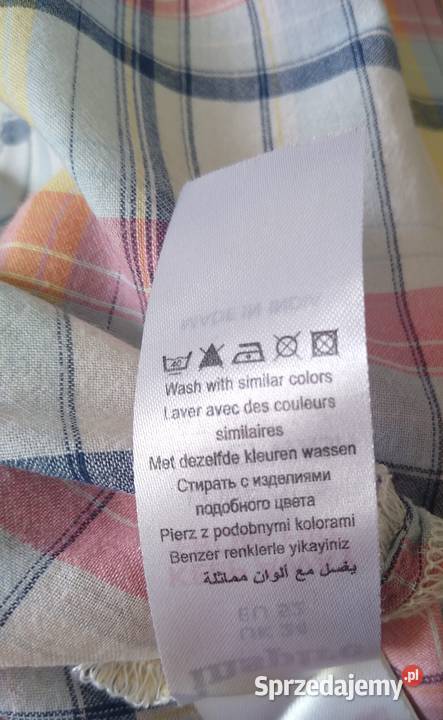 40
Wash with similar colors
Laver avec des couleurs
similaires
Met dezelfde kleuren wassen
Стирать с изделиями
подобного цвета
Pierz z podobnymi kolorami
Benzer renklerle yikayiniz
يغسل مع ألوان مماثلة
Sprzedajemy.pl